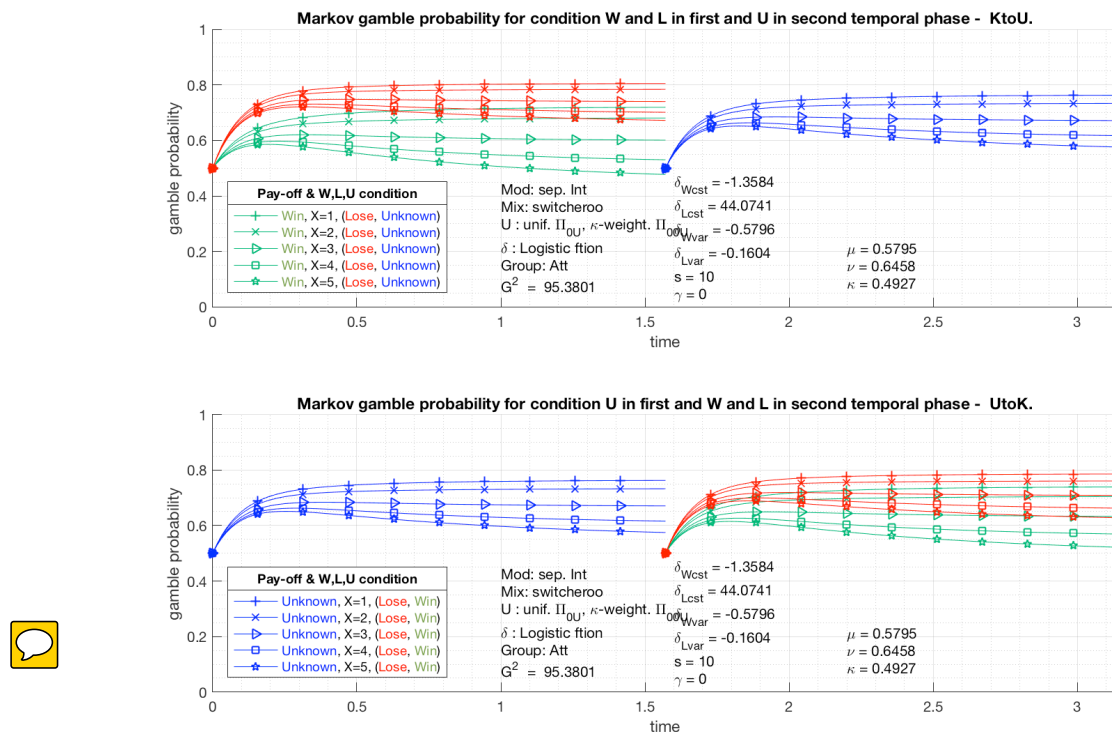 Markov gamble probability for condition W and L in first and U in second temporal phase - KtoU.
1
0.8
0.6
0.4
0.2
0
gamble probability
Pay-off & W,L,U condition
Win, X=1, (Lose, Unknown)
Win, X=2, (Lose, Unknown)
Win, X=3, (Lose, Unknown)
Win, X=4, (Lose, Unknown)
Win, X=5, (Lose, Unknown)
Mod: sep. Int
Mix: switcheroo
U : unif. Π0U, κ-weight. Π00U
δ : Logistic ftion
Group: Att
G² = 95.3801
δWcst = -1.3584
δLcst = 44.0741
δWvar = -0.5796
δLvar = -0.1604
s = 10
γ = 0
μ = 0.5795
ν = 0.6458
κ = 0.4927
0 0.5 1 2 2.5 3
time
Markov gamble probability for condition U in first and W and L in second temporal phase - UtoK.
1
0.8
0.6
0.4
0.2
0
gamble probability
Pay-off & W,L,U condition
Unknown, X=1, (Lose, Win)
Unknown, X=2, (Lose, Win)
Unknown, X=3, (Lose, Win)
Unknown, X=4, (Lose, Win)
Unknown, X=5, (Lose, Win)
Mod: sep. Int
Mix: switcheroo
U : unif. Π0U, κ-weight. Π00U
δ : Logistic ftion
Group: Att
G² = 95.3801
δWcst = -1.3584
δLcst = 44.0741
δWvar = -0.5796
δLvar = -0.1604
s = 10
γ = 0
μ = 0.5795
ν = 0.6458
κ = 0.4927
0 0.5 1 1.5 2 2.5 3
time